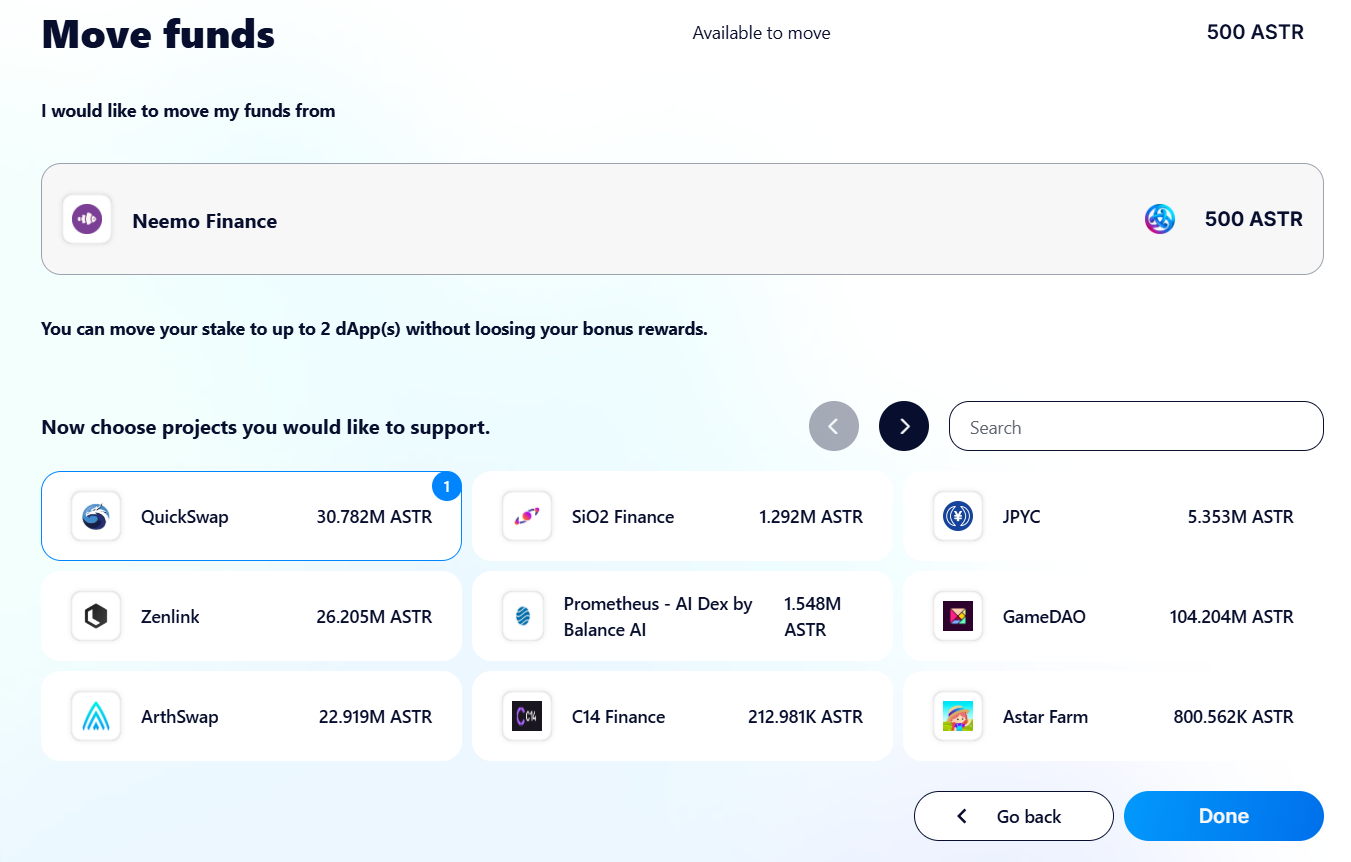 Move funds
Available to move
500 ASTR
I would like to move my funds from
Neemo Finance
500 ASTR
You can move your stake to up to 2 dApp(s) without loosing your bonus rewards.
Now choose projects you would like to support.
Search
1
QuickSwap
30.782M ASTR
SiO2 Finance
1.292M ASTR
JPYC
5.353M ASTR
Zenlink
26.205M ASTR
Prometheus - AI Dex by
Balance AI
1.548M
ASTR
GameDAO
104.204M ASTR
ArthSwap
22.919M ASTR
C14
C14 Finance
212.981K ASTR
Astar Farm
800.562K ASTR
Go back
Done